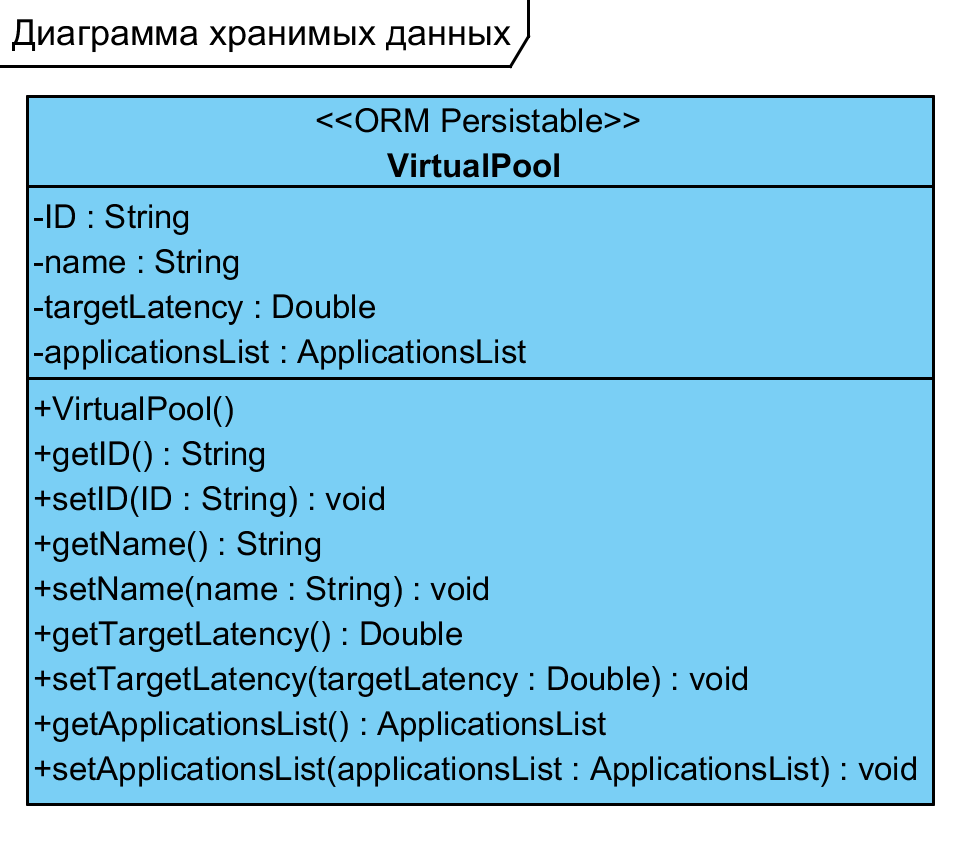 Диаграмма хранимых данных
<<ORM Persistable>>
VirtualPool
-ID : String
-name : String
-targetLatency : Double
-applicationsList : ApplicationsList
+VirtualPool()
+getID() : String
+setID(ID : String) : void
+getName() : String
+setName(name : String) : void
+getTargetLatency() : Double
+setTargetLatency(targetLatency : Double) : void
+getApplicationsList() : ApplicationsList
+setApplicationsList(applicationsList : ApplicationsList) : void